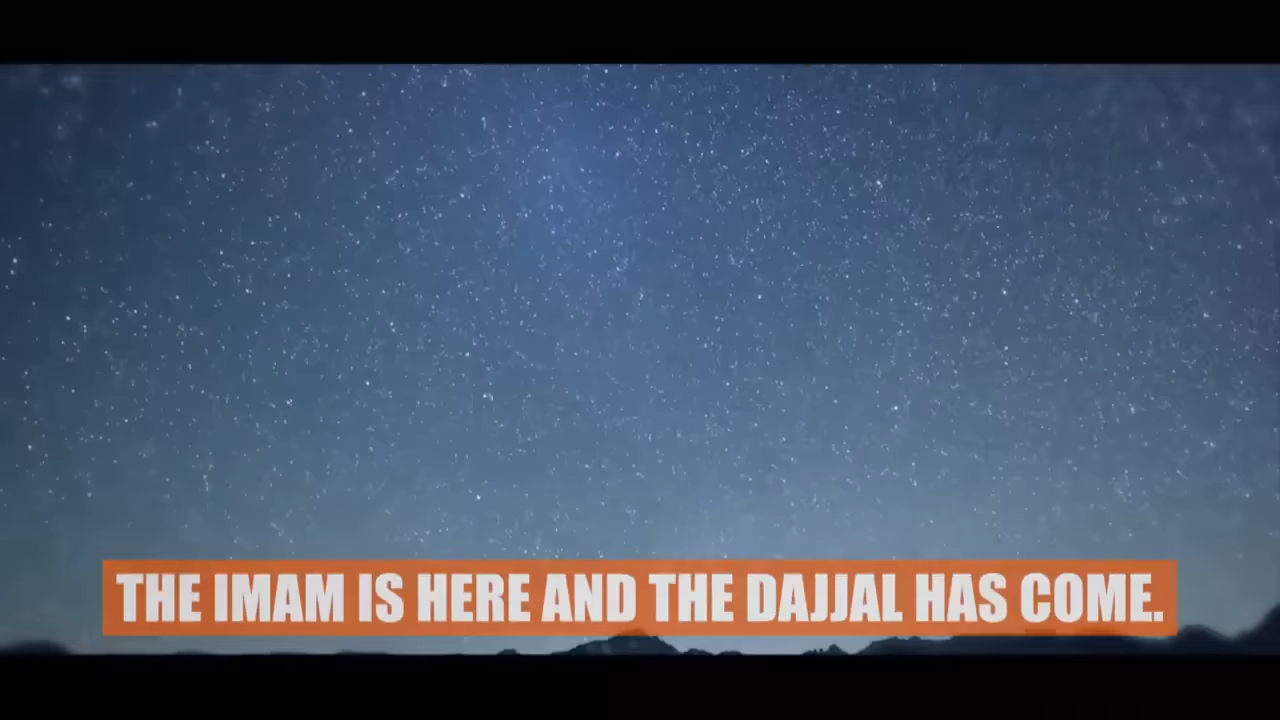 THE IMAM IS HERE AND THE DAJJAL HAS COME.